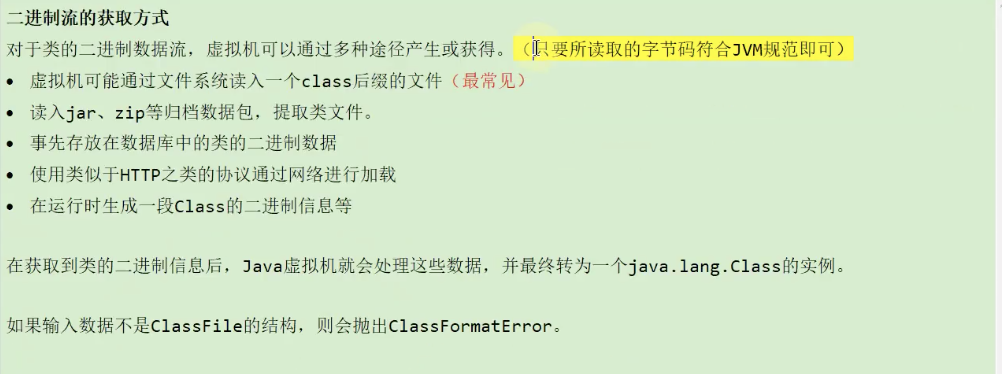 二进制流的获取方式
对于类的二进制数据流，虚拟机可以通过多种途径产生或获得。（只要所读取的字节码符合JVM规范即可）
• 虚拟机可能通过文件系统读入一个class后缀的文件（最常见）
• 读入jar、zip等归档数据包，提取类文件。
• 事先存放在数据库中的类的二进制数据
• 使用类似于HTTP之类的协议通过网络进行加载
• 在运行时生成一段Class的二进制信息等
在获取到类的二进制信息后，Java虚拟机就会处理这些数据，并最终转为一个java.lang.Class的实例。
如果输入数据不是ClassFile的结构，则会抛出ClassFormatError。